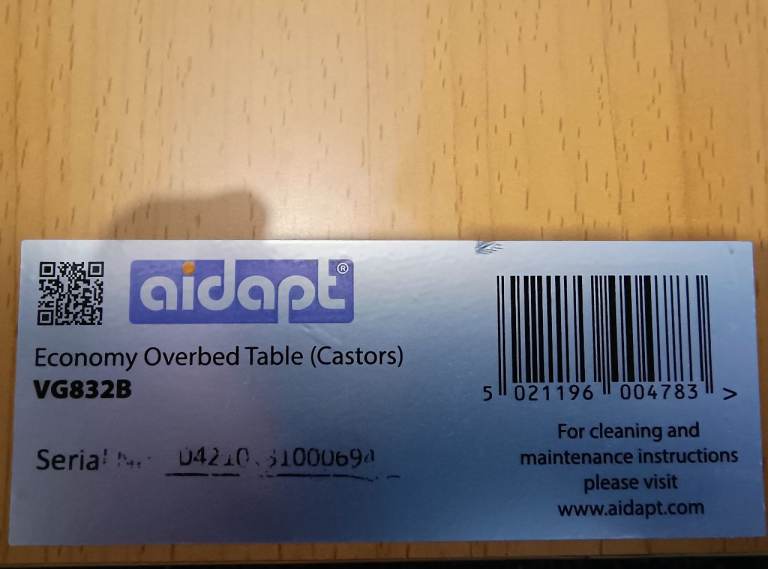 aidapt®
Economy Overbed Table (Castors)
VG832B
5 021196 004783 >
For cleaning and
maintenance instructions
please visit
www.aidapt.com